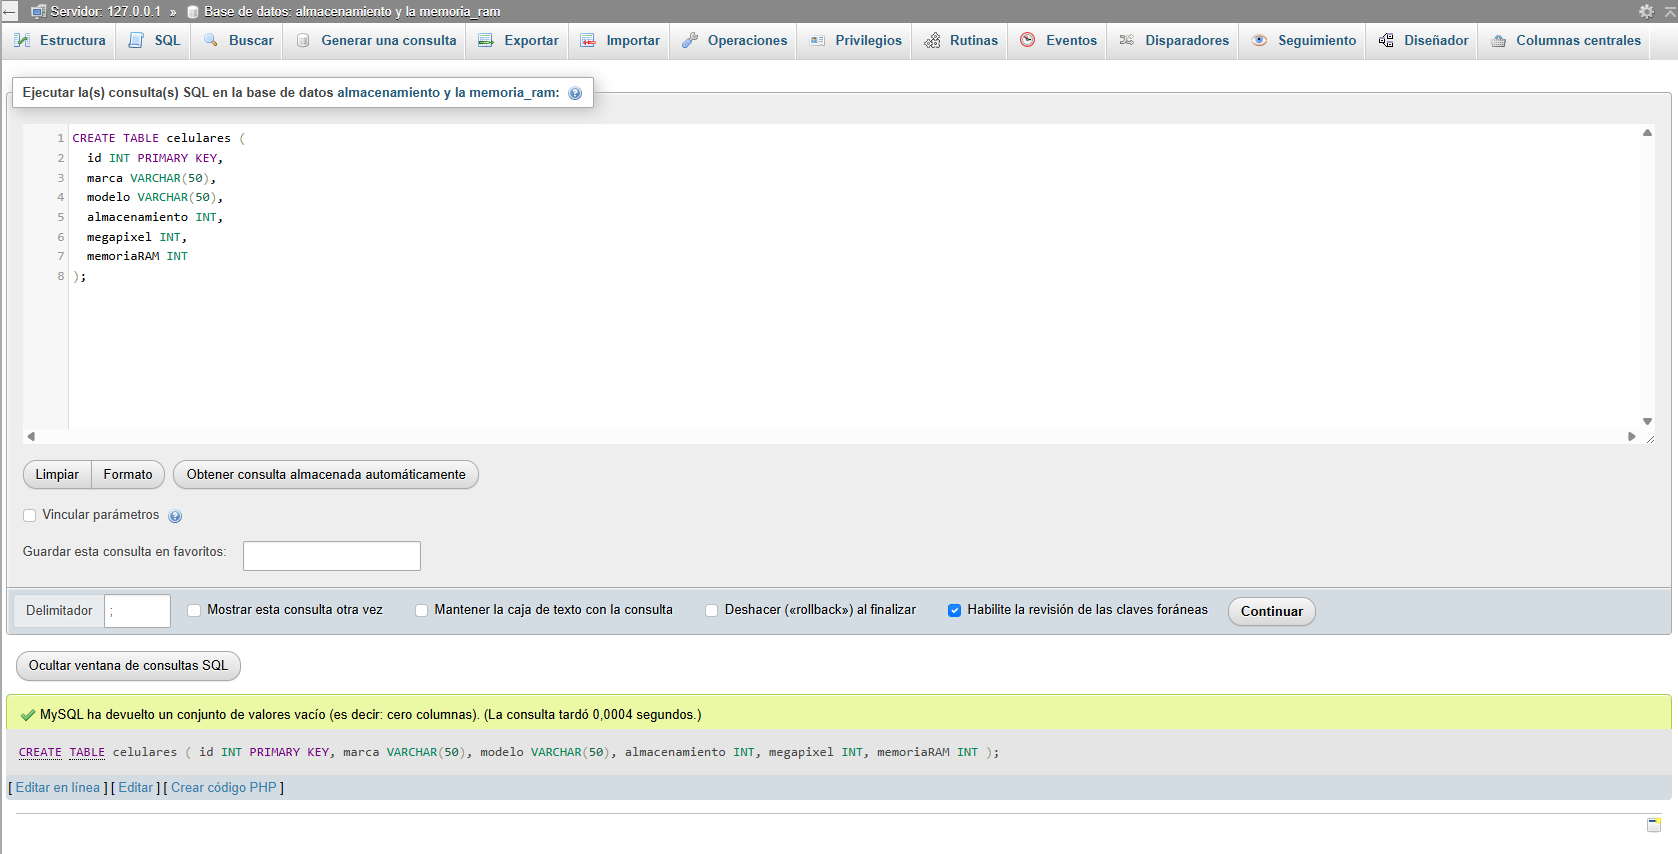 Servidor: 127.0.0.1 » Base de datos: almacenamiento y la memoria_ram
Estructura SQL Buscar Generar una consulta Exportar Importar Operaciones Privilegios Rutinas Eventos Disparadores Seguimiento Diseñador Columnas centrales
Ejecutar la(s) consulta(s) SQL en la base de datos almacenamiento y la memoria_ram:
1 CREATE TABLE celulares (
2 id INT PRIMARY KEY,
3 marca VARCHAR(50),
4 modelo VARCHAR(50),
5 almacenamiento INT,
6 megapixel INT,
7 memoriaRAM INT
8 );
Limpiar Formato Obtener consulta almacenada automáticamente
Vincular parámetros
Guardar esta consulta en favoritos:
Delimitador ; Mostrar esta consulta otra vez Mantener la caja de texto con la consulta Deshacer («rollback») al finalizar Habilite la revisión de las claves foráneas Continuar
Ocultar ventana de consultas SQL
MySQL ha devuelto un conjunto de valores vacío (es decir: cero columnas). (La consulta tardó 0,0004 segundos.)
CREATE TABLE celulares ( id INT PRIMARY KEY, marca VARCHAR(50), modelo VARCHAR(50), almacenamiento INT, megapixel INT, memoriaRAM INT );
[ Editar en línea ] [ Editar ] [ Crear código PHP ]